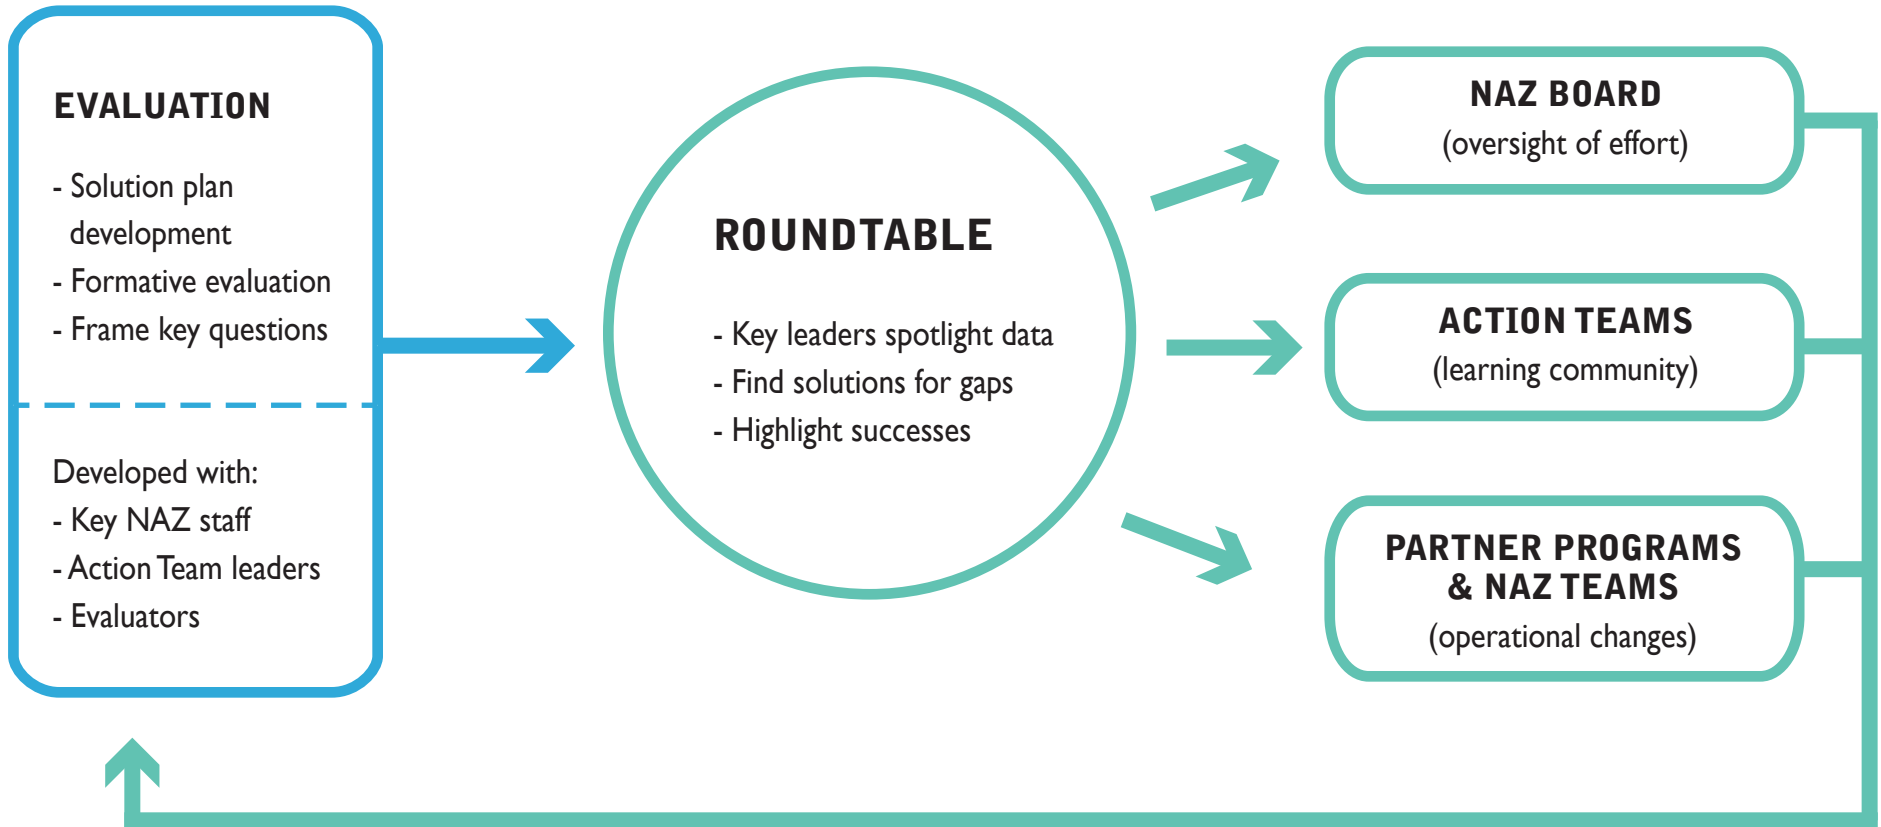 EVALUATION
- Solution plan
development
- Formative evaluation
- Frame key questions
Developed with:
- Key NAZ staff
- Action Team leaders
- Evaluators
ROUNDTABLE
- Key leaders spotlight data
- Find solutions for gaps
- Highlight successes
NAZ BOARD
(oversight of effort)
ACTION TEAMS
(learning community)
PARTNER PROGRAMS
& NAZ TEAMS
(operational changes)